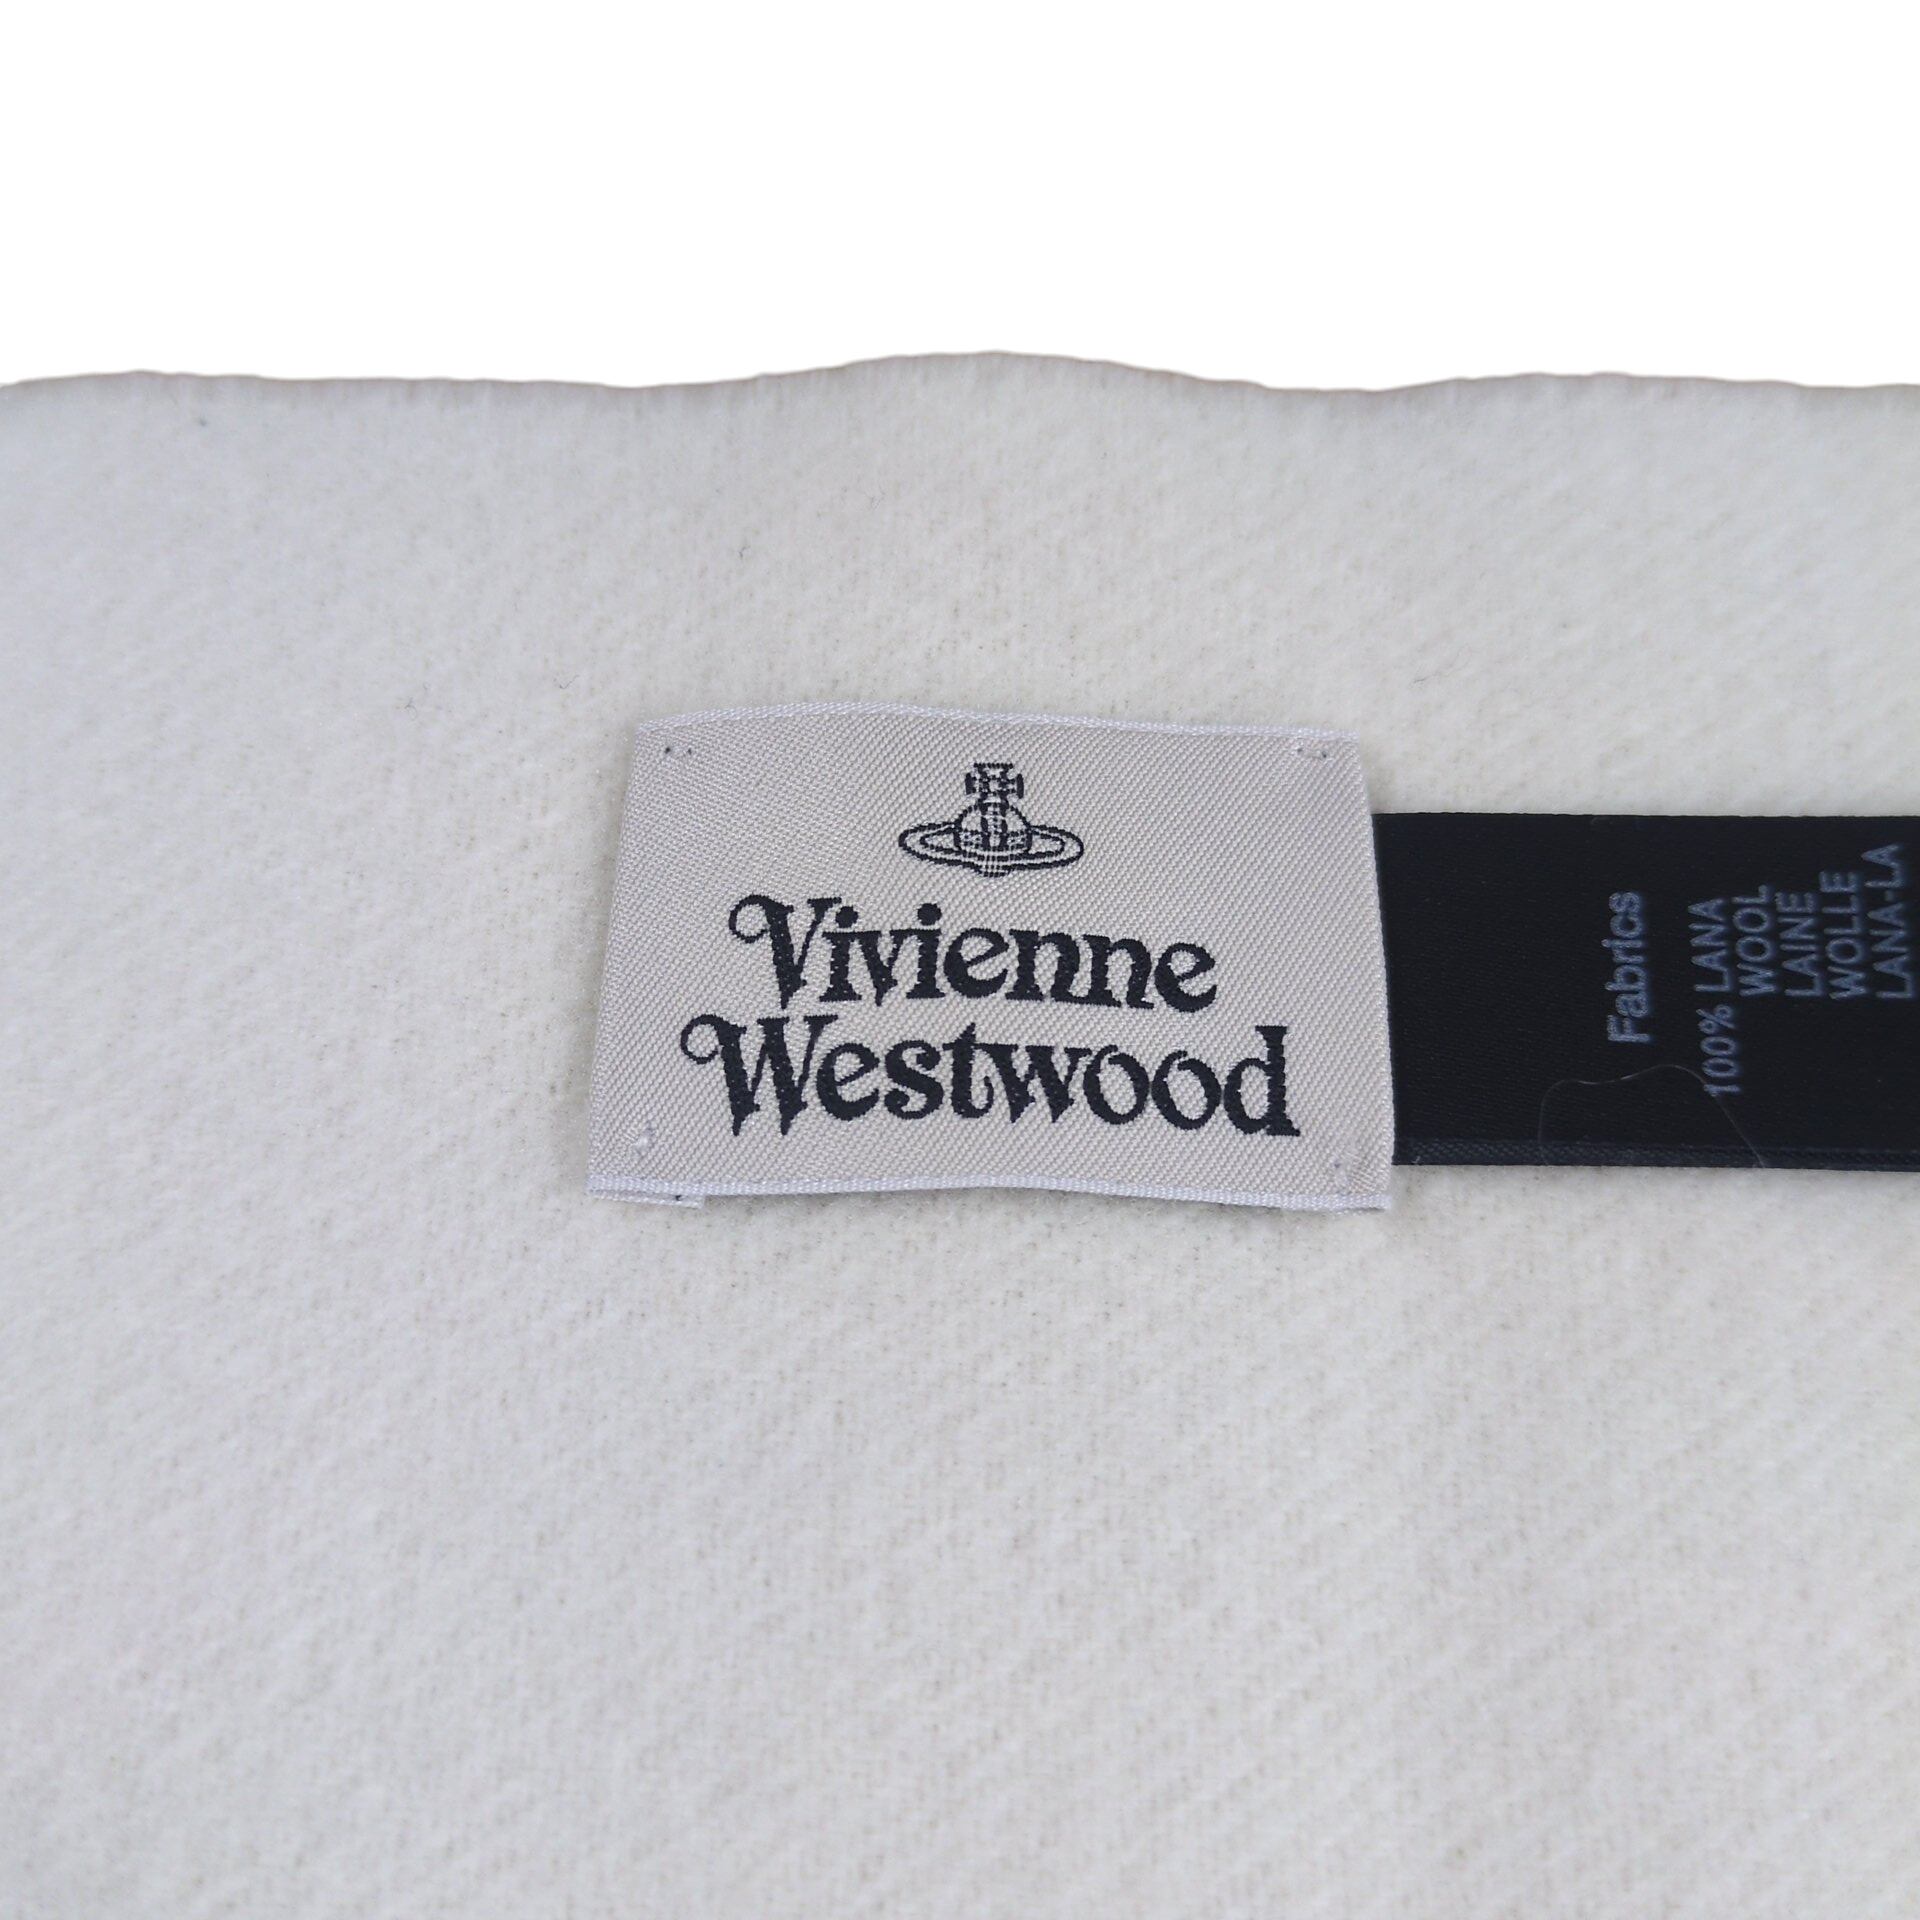 Vivienne
Westwood
Fabrics
100% LANA
WOOL
LAINE
WOLLE
LANA-LA